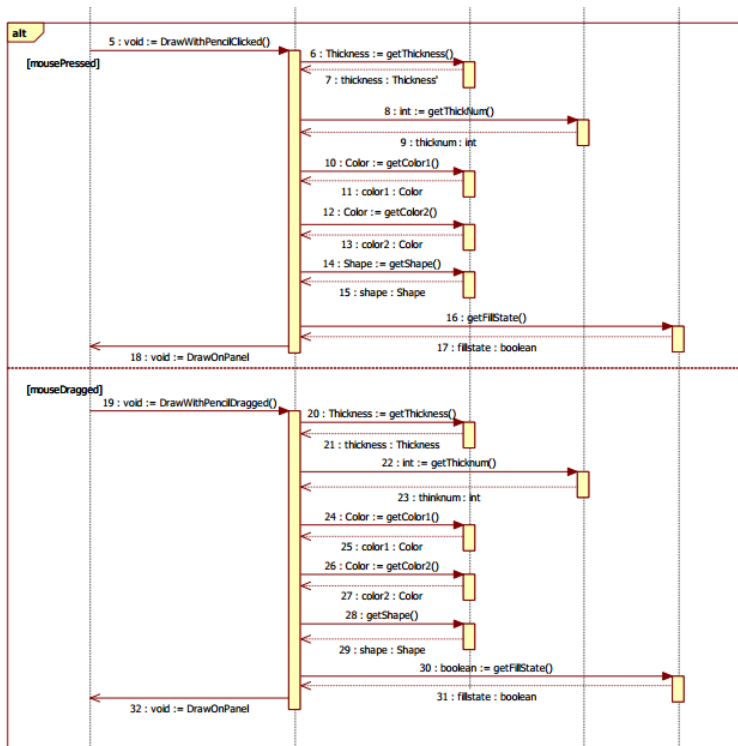 alt
5 : void := DrawWithPencilClicked()
[mousePressed]
6 : Thickness := getThickness()
7 : thickness : Thickness'
8 : int := getThickNum()
9 : thicknum : int
10 : Color := getColor1()
11 : color1 : Color
12 : Color := getColor2()
13 : color2 : Color
14 : Shape := getShape()
15 : shape : Shape
16 : getFillState()
17 : fillstate : boolean
18 : void := DrawOnPanel
[mouseDragged]
19 : void := DrawWithPencilDragged()
20 : Thickness := getThickness()
21 : thickness : Thickness
22 : int := getThicknum()
23 : thinknum : int
24 : Color := getColor1()
25 : color1 : Color
26 : Color := getColor2()
27 : color2 : Color
28 : getShape()
29 : shape : Shape
30 : boolean := getFillState()
31 : fillstate : boolean
32 : void := DrawOnPanel